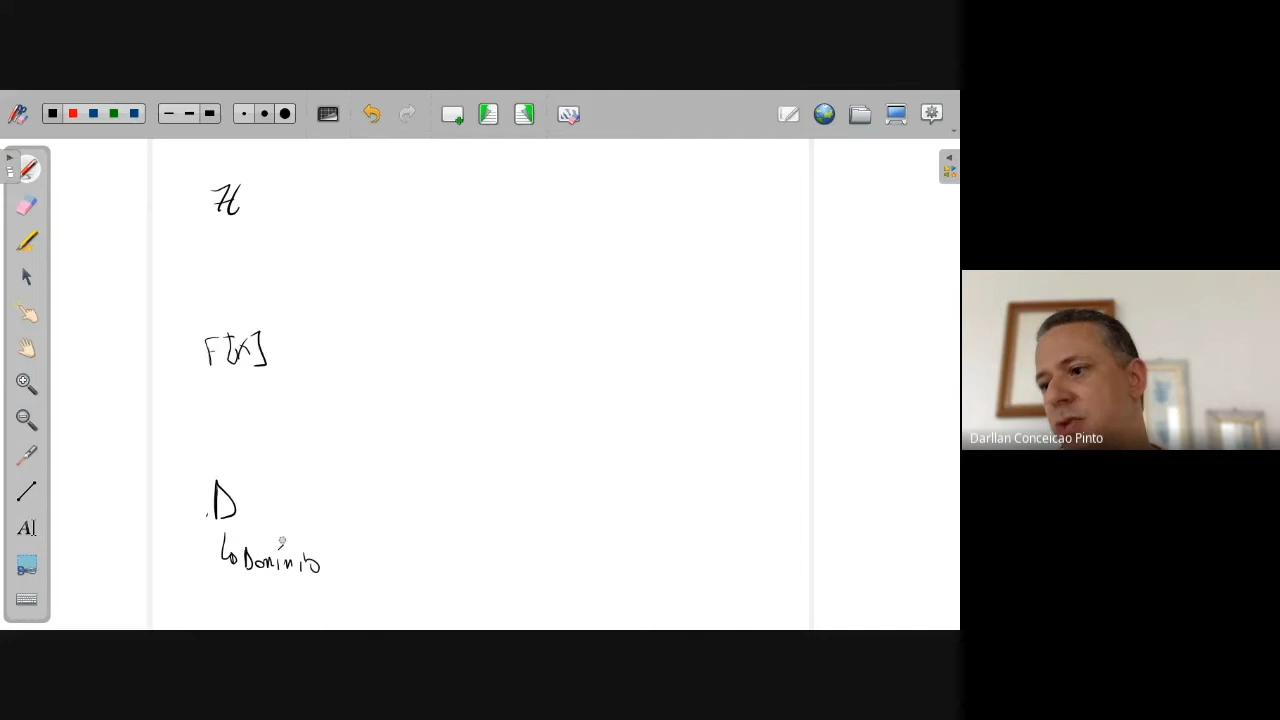 ℋ
F[x]
D
↳ Domínio
Darllan Conceicao Pinto